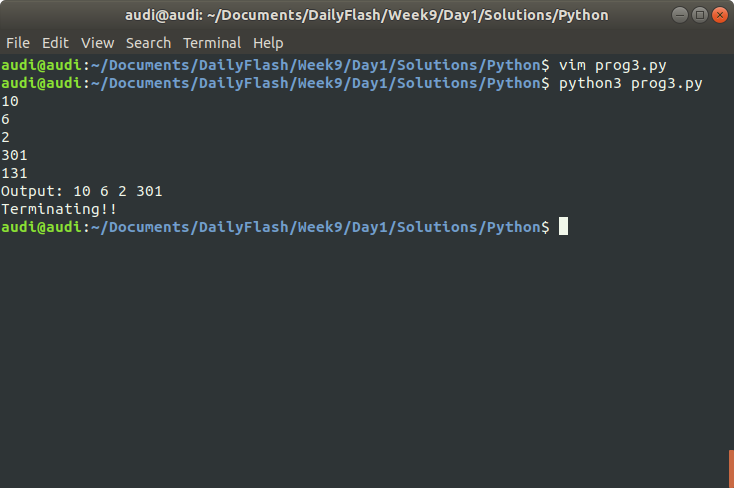 audi@audi: ~/Documents/DailyFlash/Week9/Day1/Solutions/Python
File Edit View Search Terminal Help
audi@audi:~/Documents/DailyFlash/Week9/Day1/Solutions/Python$ vim prog3.py
audi@audi:~/Documents/DailyFlash/Week9/Day1/Solutions/Python$ python3 prog3.py
10
6
2
301
131
Output: 10 6 2 301
Terminating!!
audi@audi:~/Documents/DailyFlash/Week9/Day1/Solutions/Python$